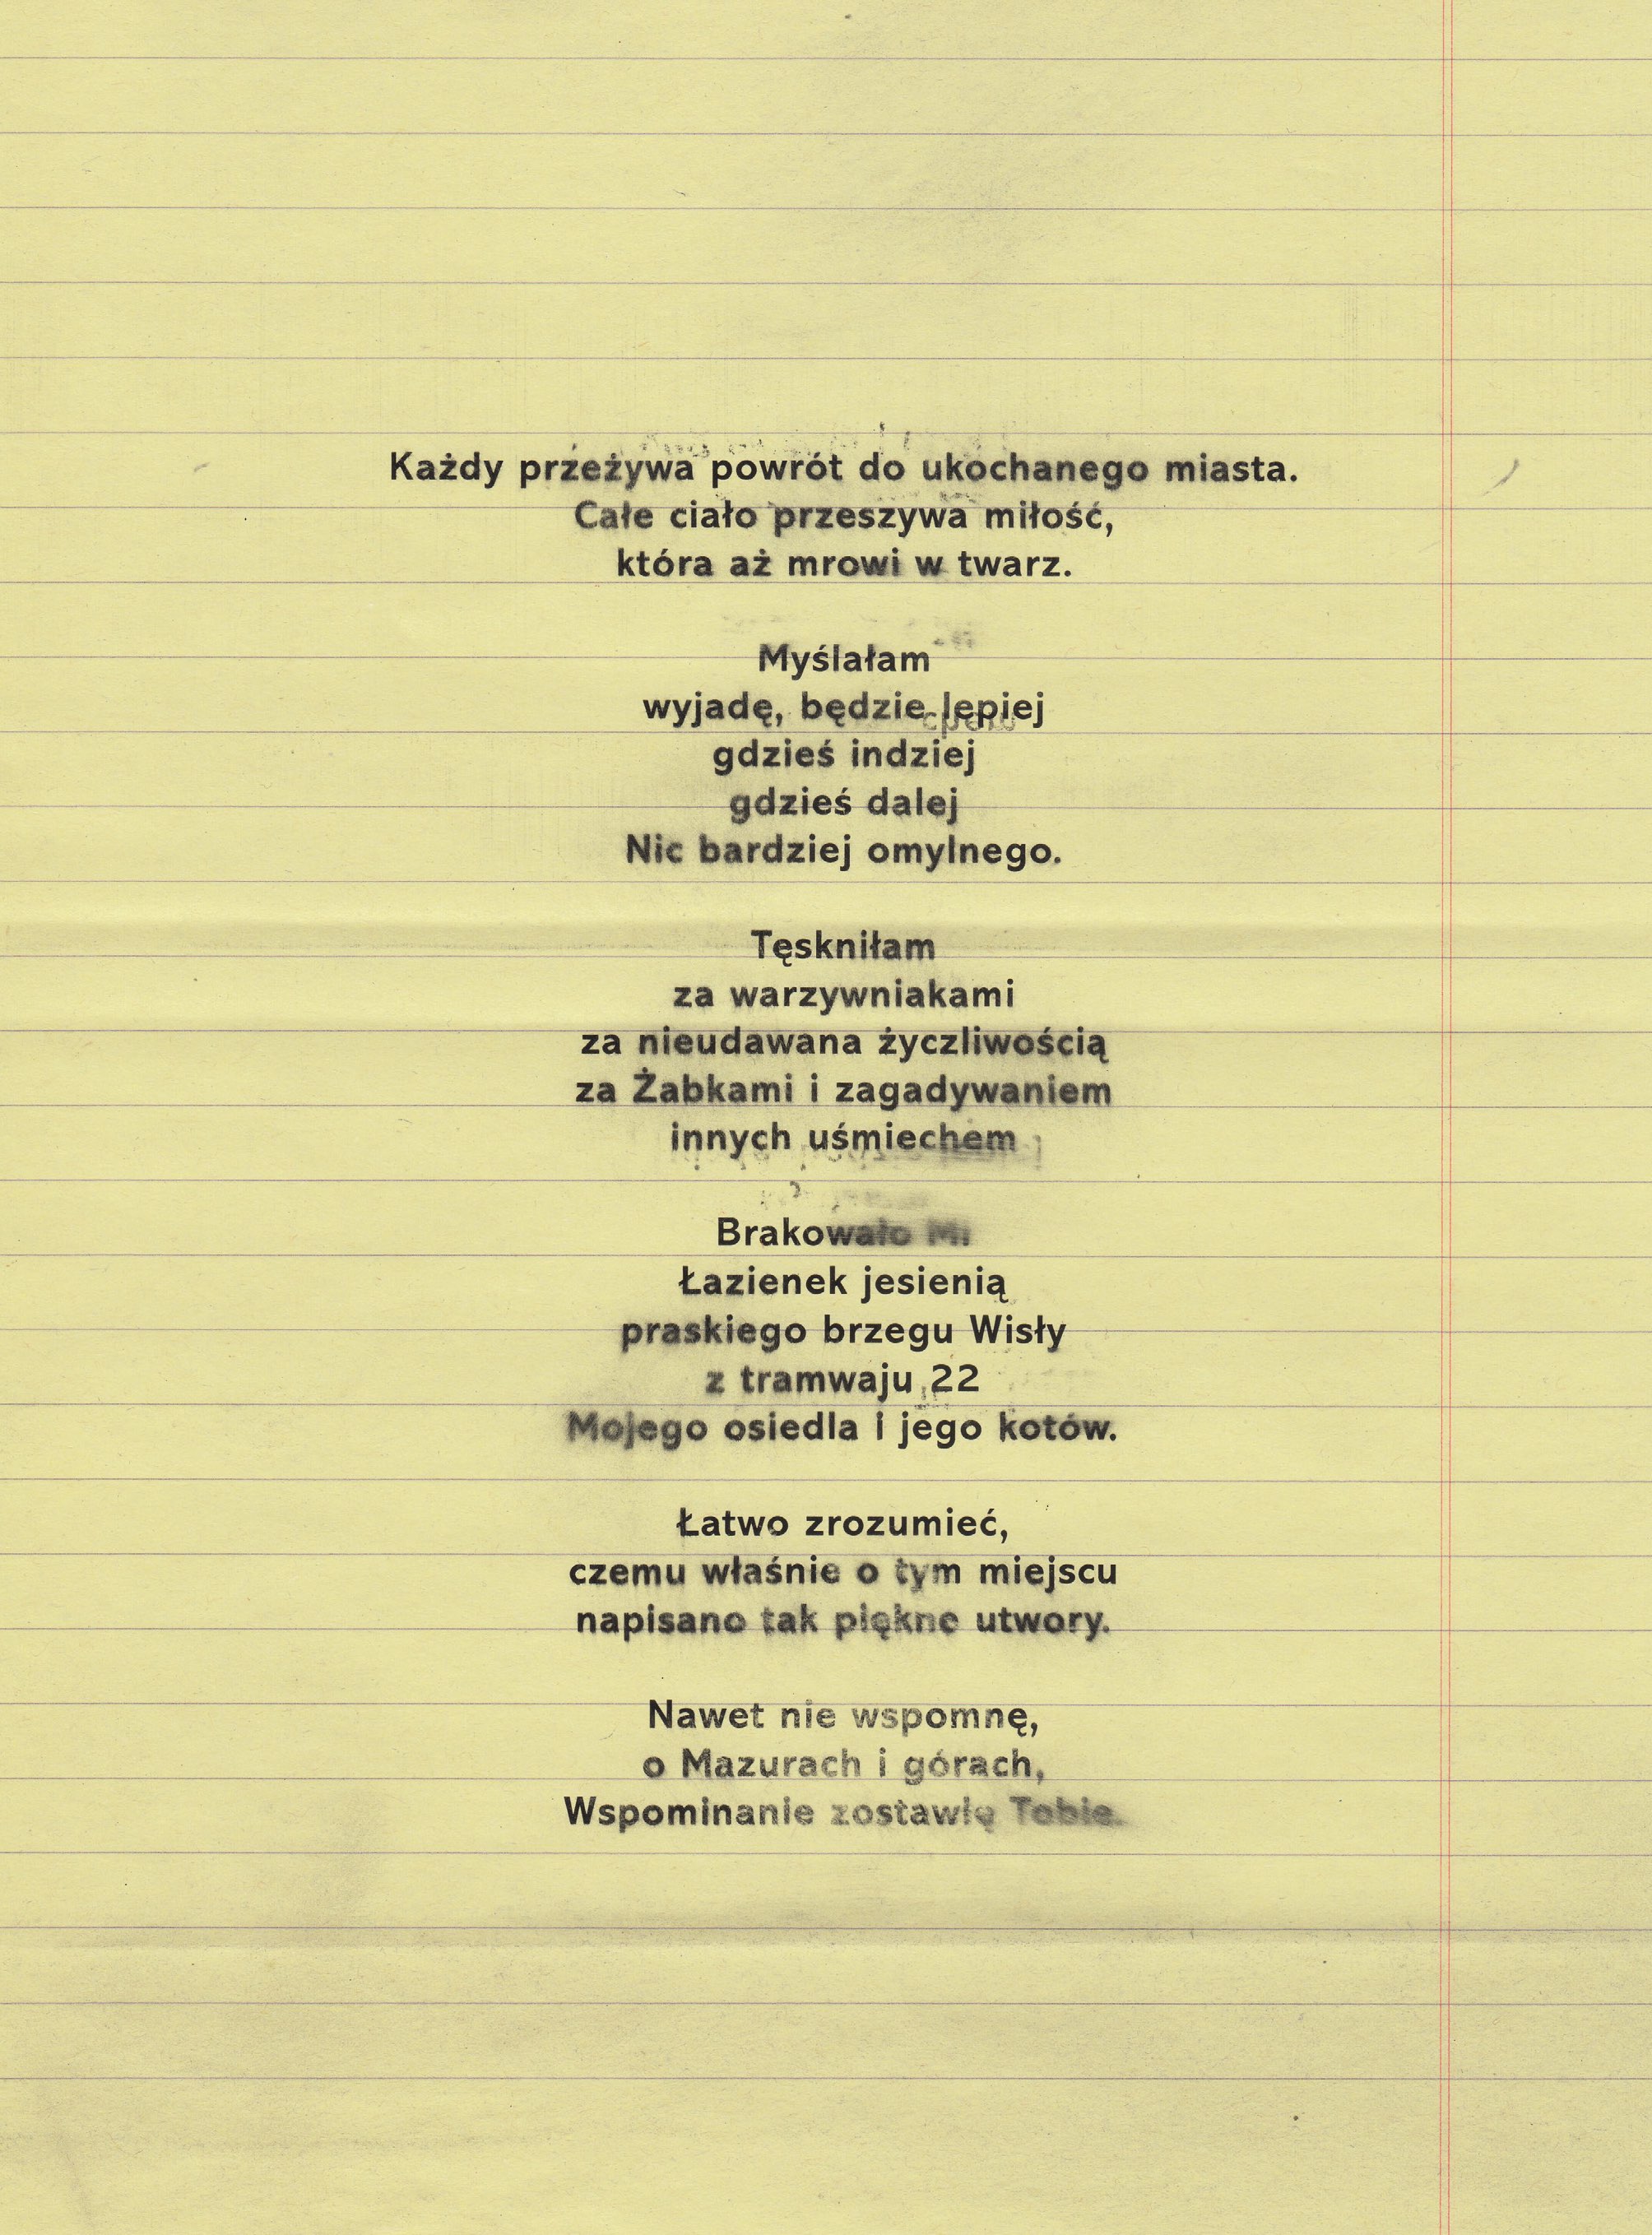 Każdy przeżywa powrót do ukochanego miasta.
Całe ciało przeszywa miłość,
która aż mrowi w twarz.
Myślałam
wyjadę, będzie lepiej
gdzieś indziej
gdzieś dalej
Nic bardziej omylnego.
Tęskniłam
za warzywniakami
za nieudawana życzliwością
za Żabkami i zagadywaniem
innych uśmiechem
Brakowało Mi
Łazienek jesienią
praskiego brzegu Wisły
z tramwaju 22
Mojego osiedla i jego kotów.
Łatwo zrozumieć,
czemu właśnie o tym miejscu
napisano tak piękne utwory.
Nawet nie wspomnę,
o Mazurach i górach,
Wspominanie zostawię Tobie.